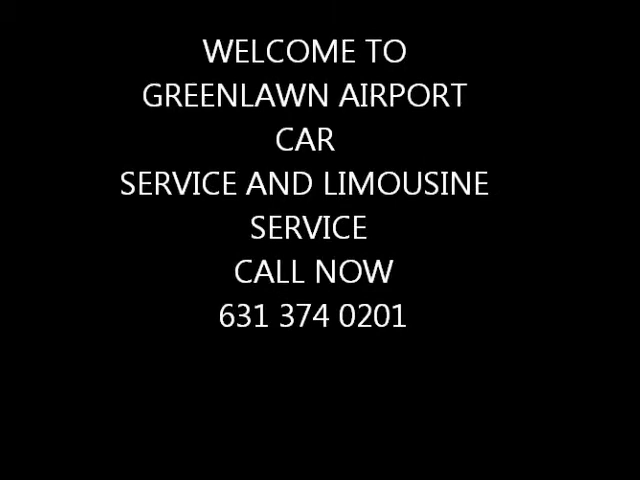 WELCOME TO
GREENLAWN AIRPORT
CAR
SERVICE AND LIMOUSINE
SERVICE
CALL NOW
631 374 0201